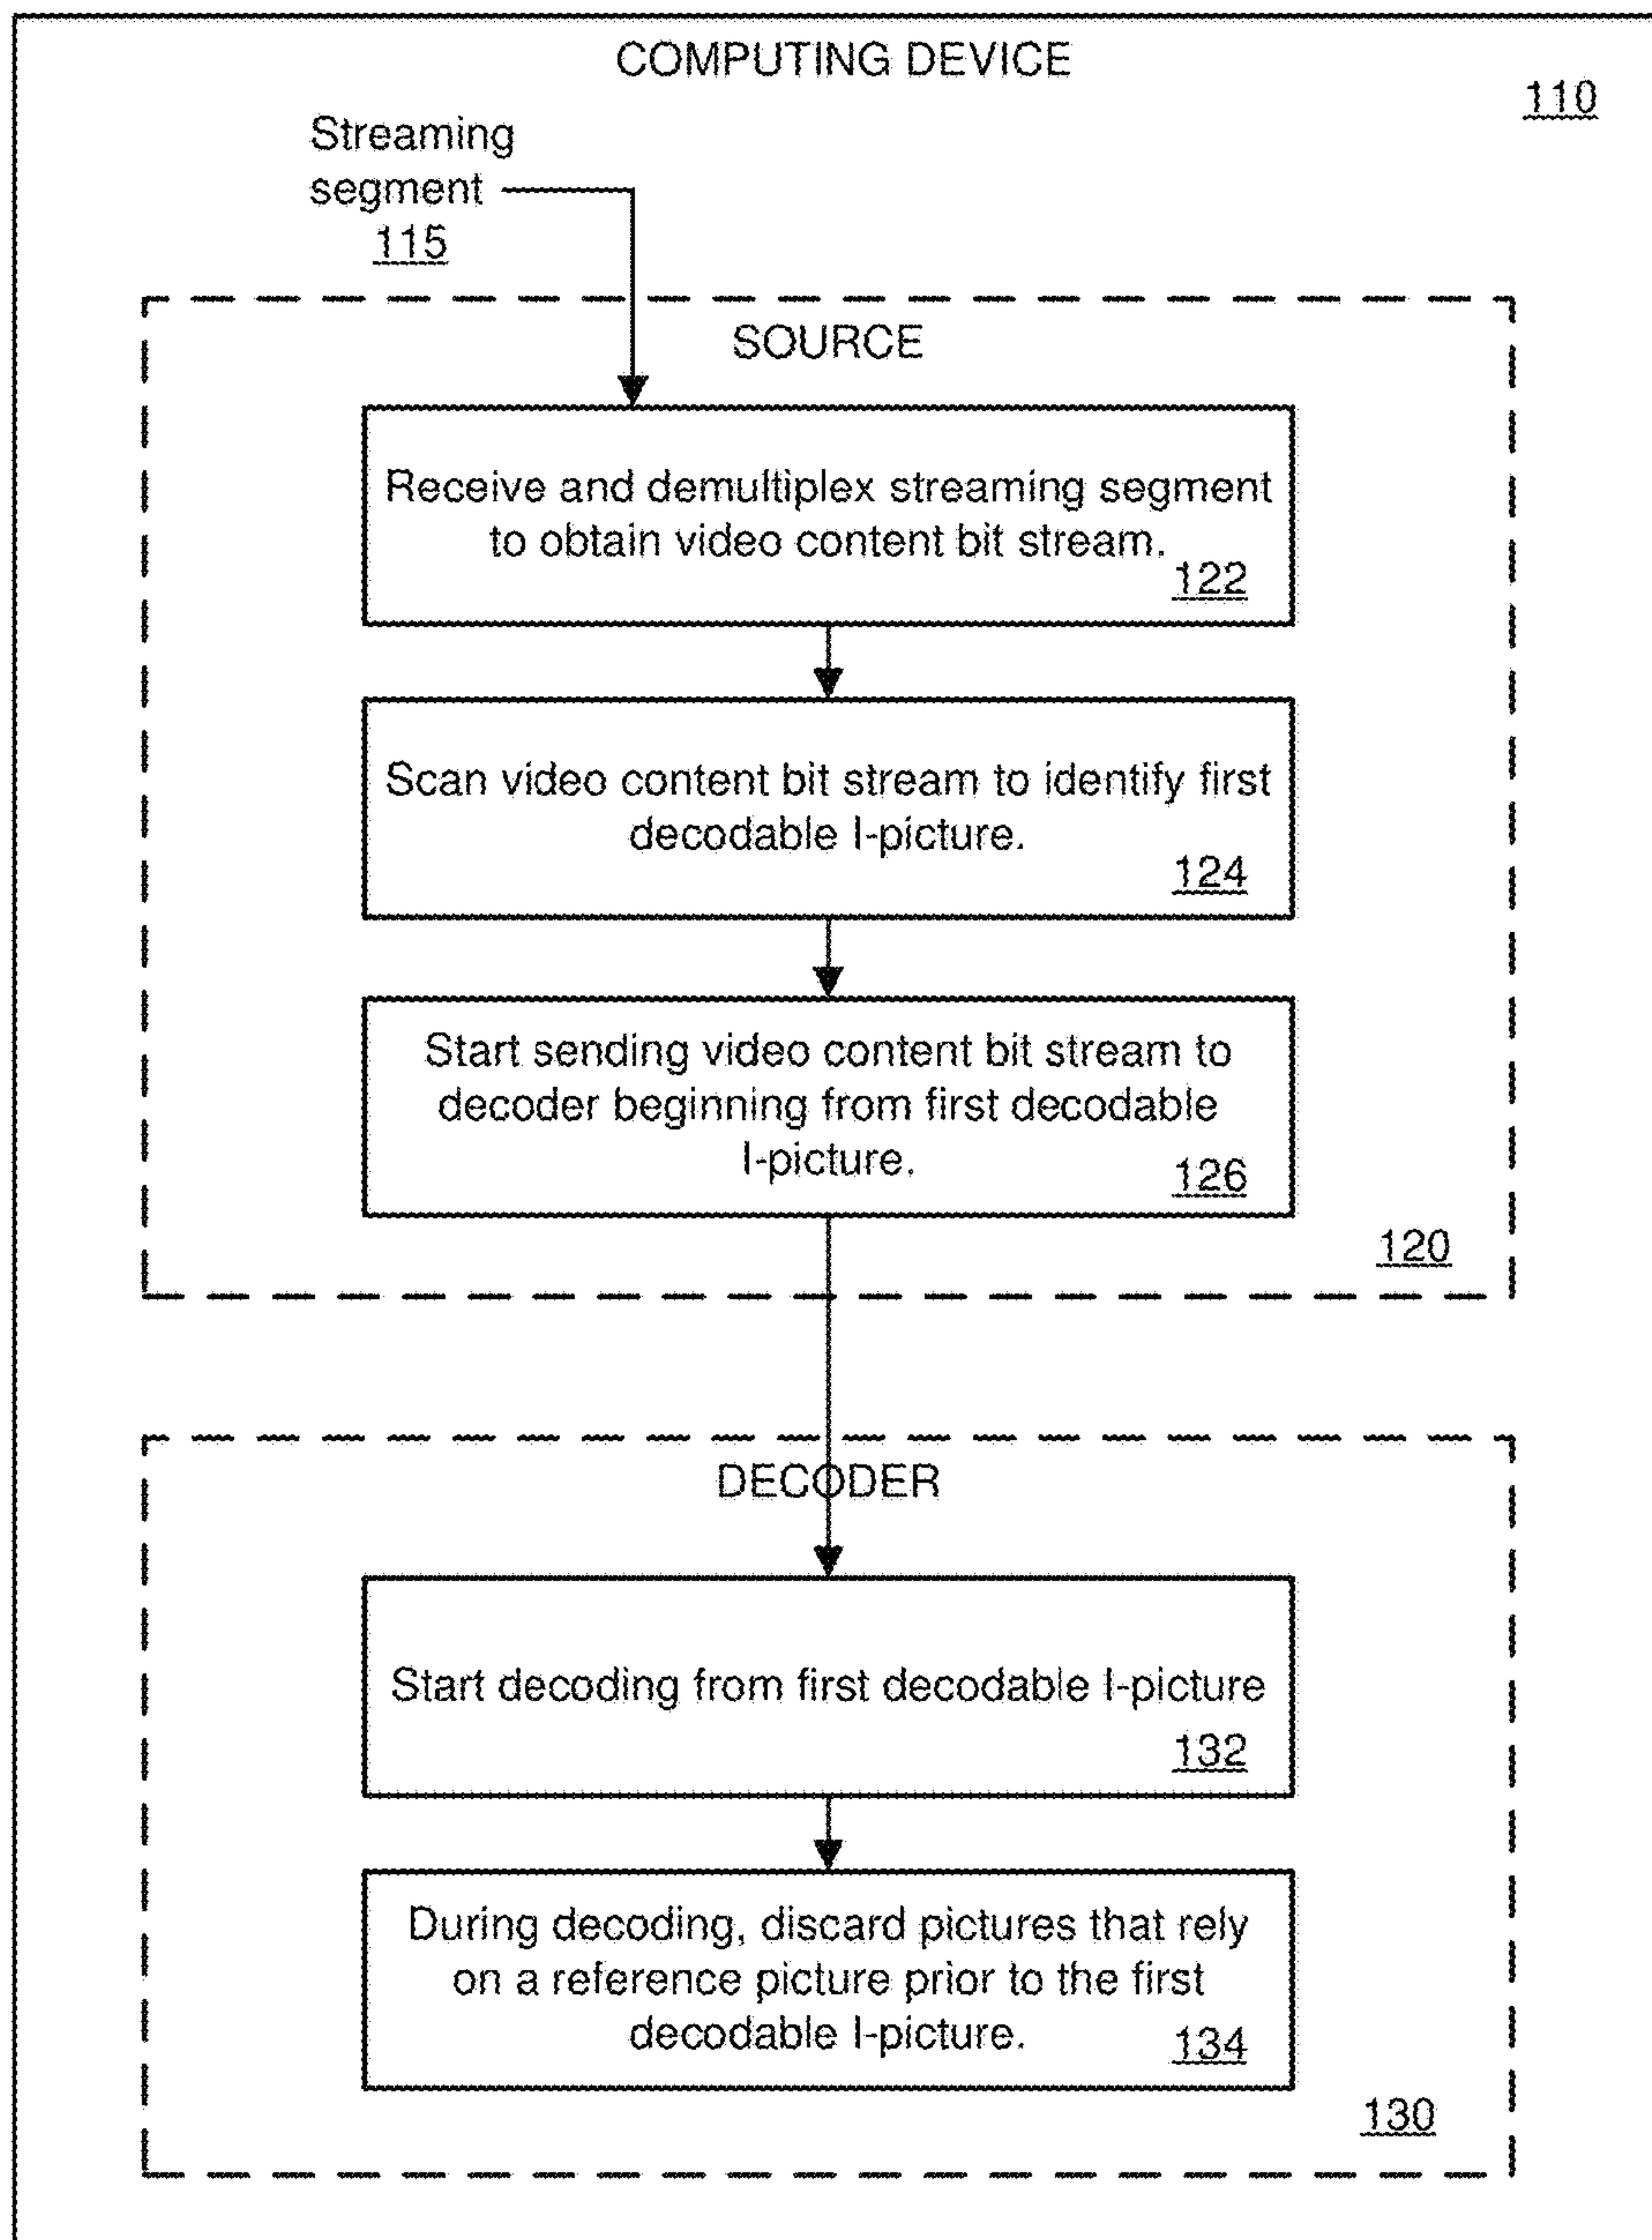 COMPUTING DEVICE
110
Streaming
segment
115
SOURCE
Receive and demultiplex streaming segment
to obtain video content bit stream.
122
Scan video content bit stream to identify first
decodable I-picture.
124
Start sending video content bit stream to
decoder beginning from first decodable
I-picture.
126
120
DECODER
Start decoding from first decodable I-picture
132
During decoding, discard pictures that rely
on a reference picture prior to the first
decodable I-picture.
134
130